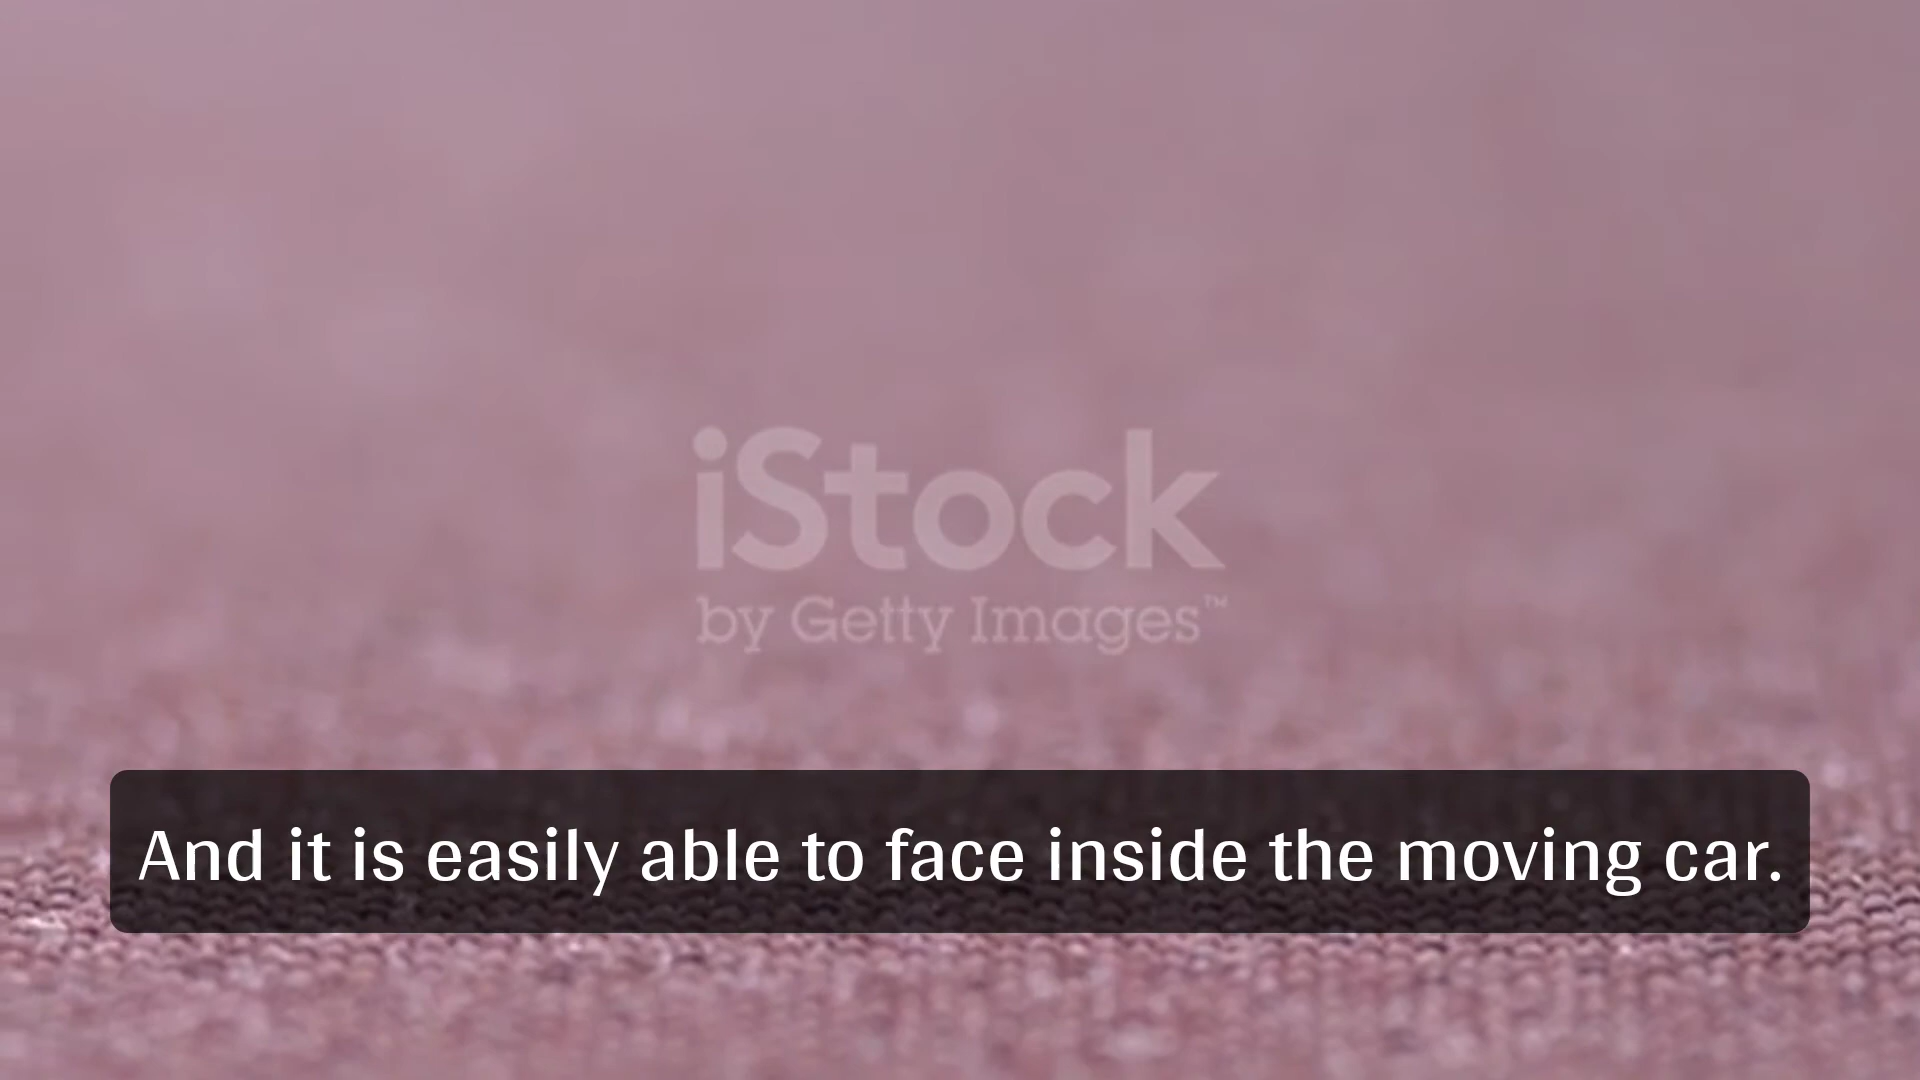 iStock
by Getty Images™
And it is easily able to face inside the moving car.